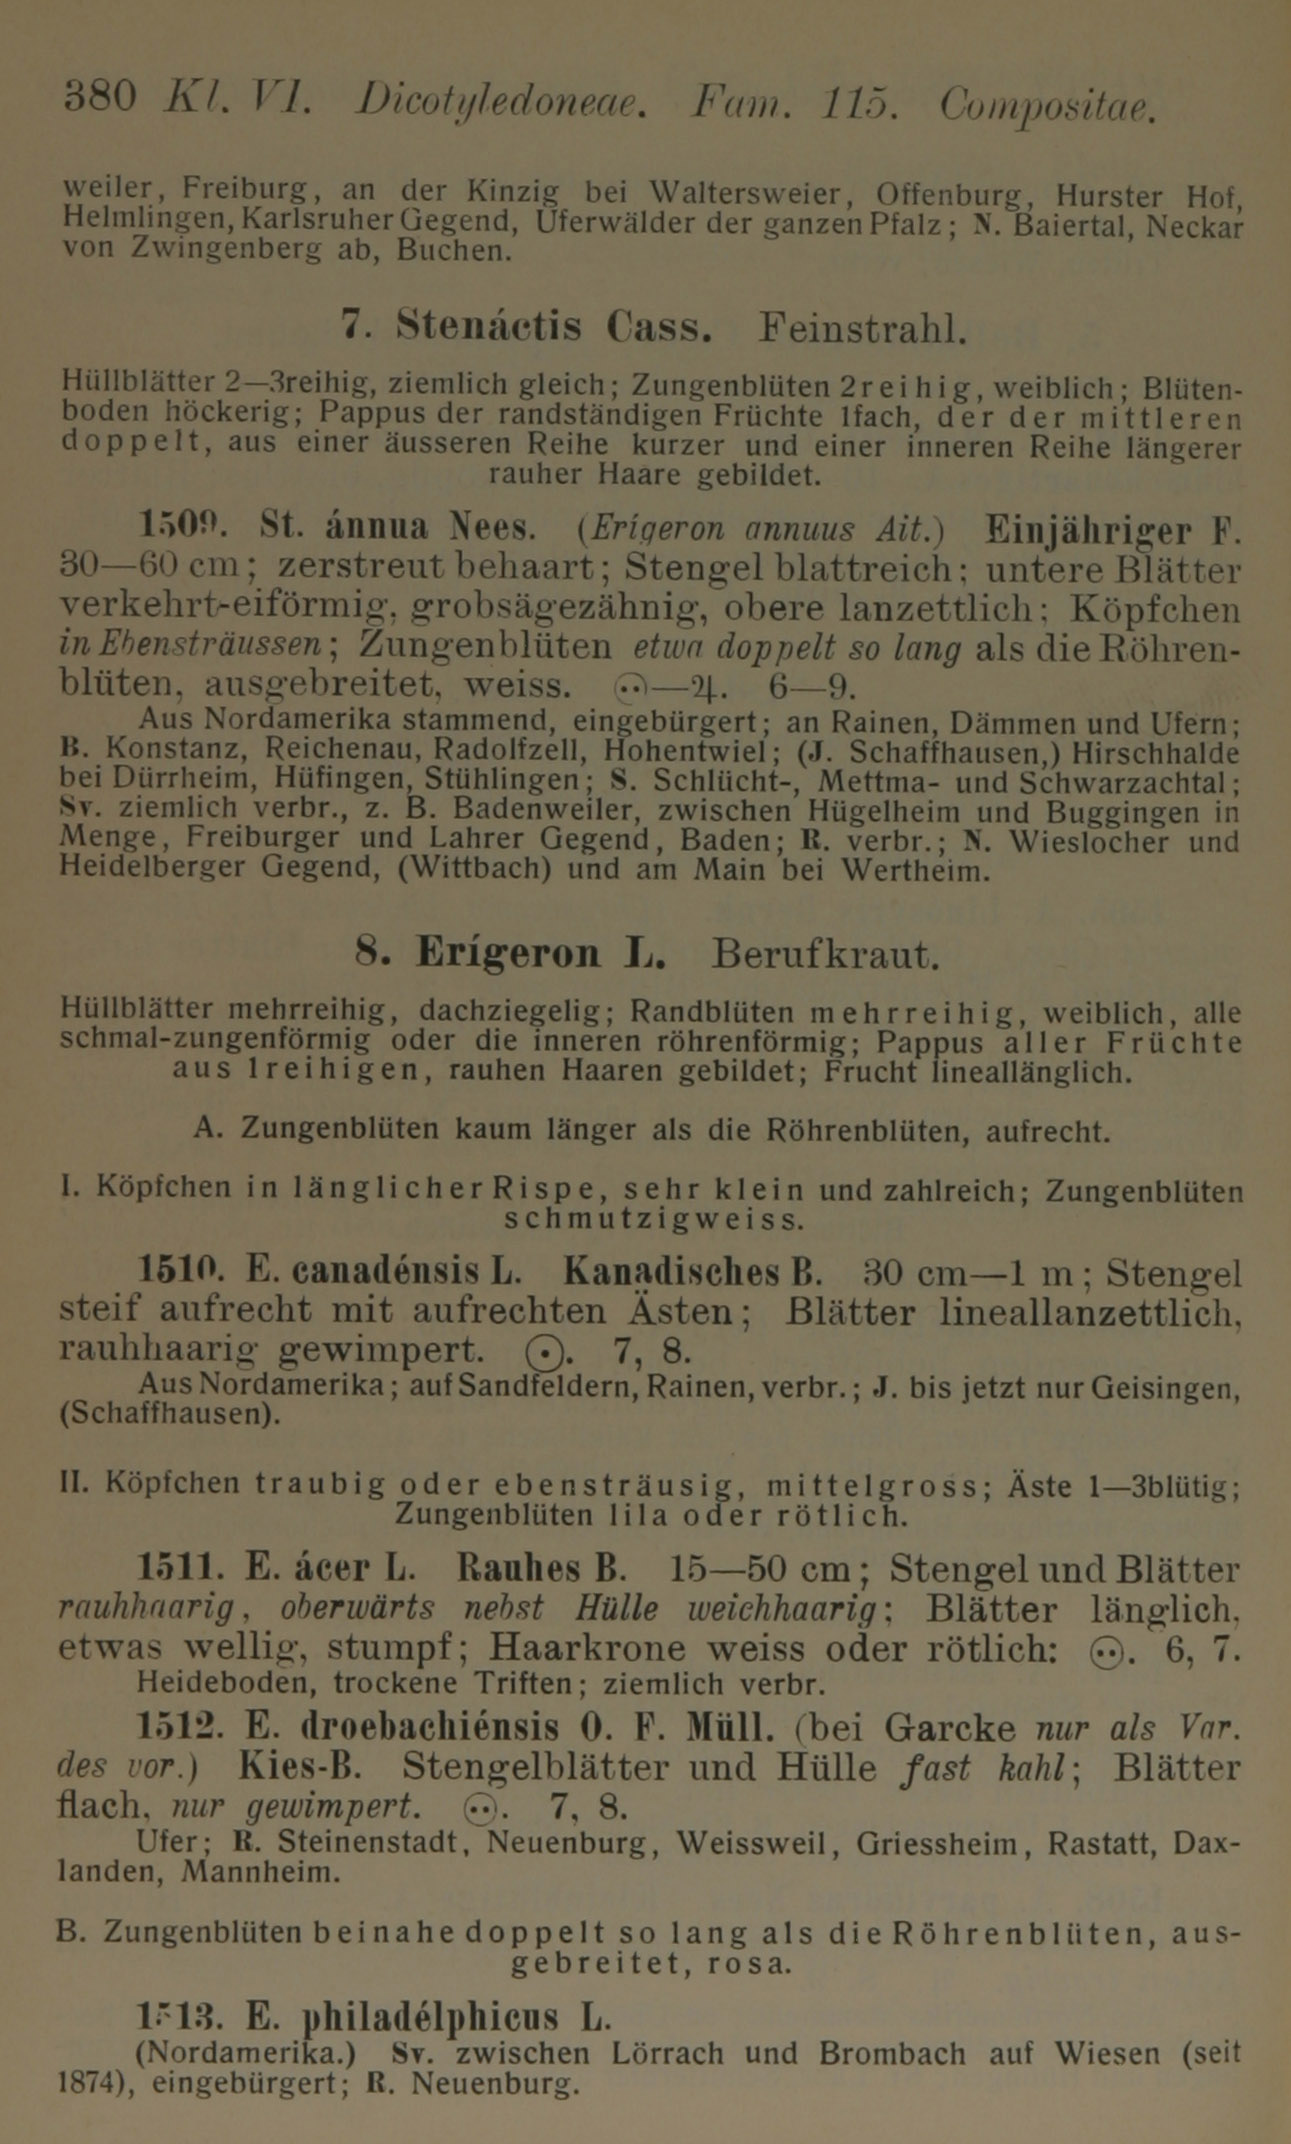 380 Kl. VI. Dicotyledoneae. Fam. 115. Compositae.
weiler, Freiburg, an der Kinzig bei Waltersweier, Offenburg, Hurster Hof,
Helmlingen, Karlsruher Gegend, Uferwälder der ganzen Pfalz; N. Baiertal, Neckar
von Zwingenberg ab, Buchen.
7. Stenáctis Cass. Feinstrahl.
Hüllblätter 2—3reihig, ziemlich gleich; Zungenblüten 2reihig, weiblich; Blüten-
boden höckerig; Pappus der randständigen Früchte 1fach, der der mittleren
doppelt, aus einer äusseren Reihe kurzer und einer inneren Reihe längerer
rauher Haare gebildet.
1509. St. ánnua Nees. (Erigeron annuus Ait.) Einjähriger F.
30—60 cm; zerstreut behaart; Stengel blattreich; untere Blätter
verkehrt-eiförmig, grobsägezähnig, obere lanzettlich; Köpfchen
in Ebensträussen; Zungenblüten etwa doppelt so lang als die Röhren-
blüten, ausgebreitet, weiss. ⊙—♃. 6—9.
Aus Nordamerika stammend, eingebürgert; an Rainen, Dämmen und Ufern;
B. Konstanz, Reichenau, Radolfzell, Hohentwiel; (J. Schaffhausen,) Hirschhalde
bei Dürrheim, Hüfingen, Stühlingen; S. Schlücht-, Mettma- und Schwarzachtal;
Sv. ziemlich verbr., z. B. Badenweiler, zwischen Hügelheim und Buggingen in
Menge, Freiburger und Lahrer Gegend, Baden; R. verbr.; N. Wieslocher und
Heidelberger Gegend, (Wittbach) und am Main bei Wertheim.
8. Erígeron L. Berufkraut.
Hüllblätter mehrreihig, dachziegelig; Randblüten mehrreihig, weiblich, alle
schmal-zungenförmig oder die inneren röhrenförmig; Pappus aller Früchte
aus 1reihigen, rauhen Haaren gebildet; Frucht lineallänglich.
A. Zungenblüten kaum länger als die Röhrenblüten, aufrecht.
I. Köpfchen in länglicher Rispe, sehr klein und zahlreich; Zungenblüten
schmutzigweiss.
1510. E. canadénsis L. Kanadisches B. 30 cm—1 m; Stengel
steif aufrecht mit aufrechten Ästen; Blätter lineallanzettlich,
rauhhaarig gewimpert. ⊙. 7, 8.
Aus Nordamerika; auf Sandfeldern, Rainen, verbr.; J. bis jetzt nur Geisingen,
(Schaffhausen).
II. Köpfchen traubig oder ebensträusig, mittelgross; Äste 1—3blütig;
Zungenblüten lila oder rötlich.
1511. E. ácer L. Rauhes B. 15—50 cm; Stengel und Blätter
rauhhaarig, oberwärts nebst Hülle weichhaarig; Blätter länglich,
etwas wellig, stumpf; Haarkrone weiss oder rötlich: ⊙. 6, 7.
Heideboden, trockene Triften; ziemlich verbr.
1512. E. droebachiénsis O. F. Müll. (bei Garcke nur als Var.
des vor.) Kies-B. Stengelblätter und Hülle fast kahl; Blätter
flach, nur gewimpert. ⊙. 7, 8.
Ufer; R. Steinenstadt, Neuenburg, Weissweil, Griessheim, Rastatt, Dax-
landen, Mannheim.
B. Zungenblüten beinahe doppelt so lang als die Röhrenblüten, aus-
gebreitet, rosa.
1513. E. philadélphicus L.
(Nordamerika.) Sv. zwischen Lörrach und Brombach auf Wiesen (seit
1874), eingebürgert; R. Neuenburg.